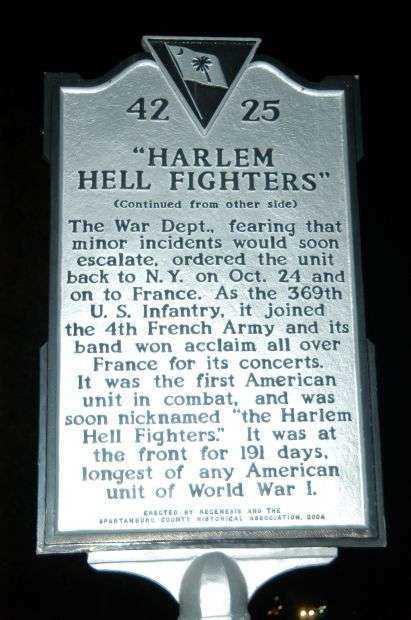 42 25
"HARLEM
HELL FIGHTERS"
(Continued from other side)
The War Dept., fearing that
minor incidents would soon
escalate, ordered the unit
back to N.Y. on Oct. 24 and
on to France. As the 369th
U. S. Infantry, it joined
the 4th French Army and its
band won acclaim all over
France for its concerts.
It was the first American
unit in combat, and was
soon nicknamed "the Harlem
Hell Fighters." It was at
the front for 191 days,
longest of any American
unit of World War I.
ERECTED BY REGENESIS AND THE
SPARTANBURG COUNTY HISTORICAL ASSOCIATION, 2004